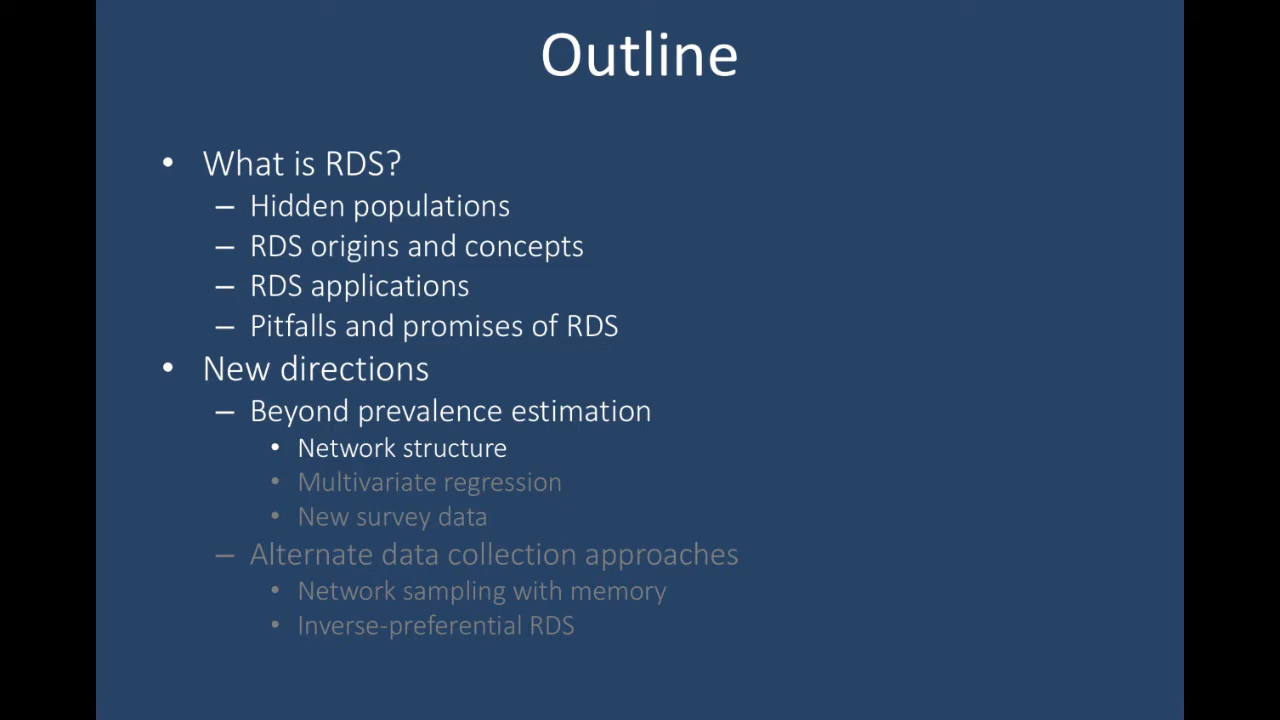 Outline
• What is RDS?
– Hidden populations
– RDS origins and concepts
– RDS applications
– Pitfalls and promises of RDS
• New directions
– Beyond prevalence estimation
• Network structure
• Multivariate regression
• New survey data
– Alternate data collection approaches
• Network sampling with memory
• Inverse-preferential RDS